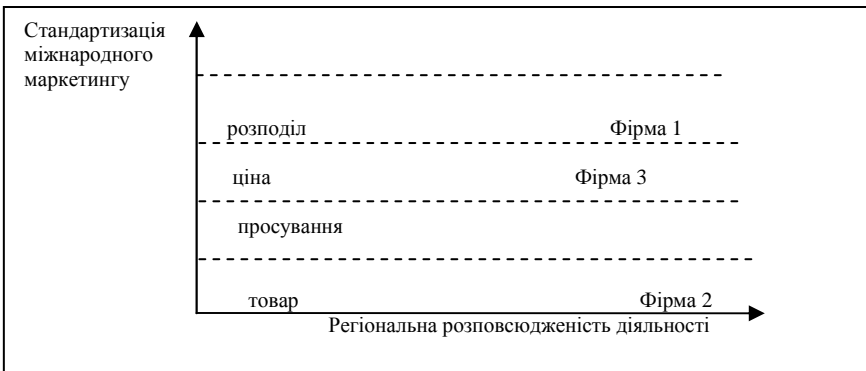 Стандартизація
міжнародного
маркетингу
розподіл Фірма 1
ціна Фірма 3
просування
товар Фірма 2
Регіональна розповсюдженість діяльності